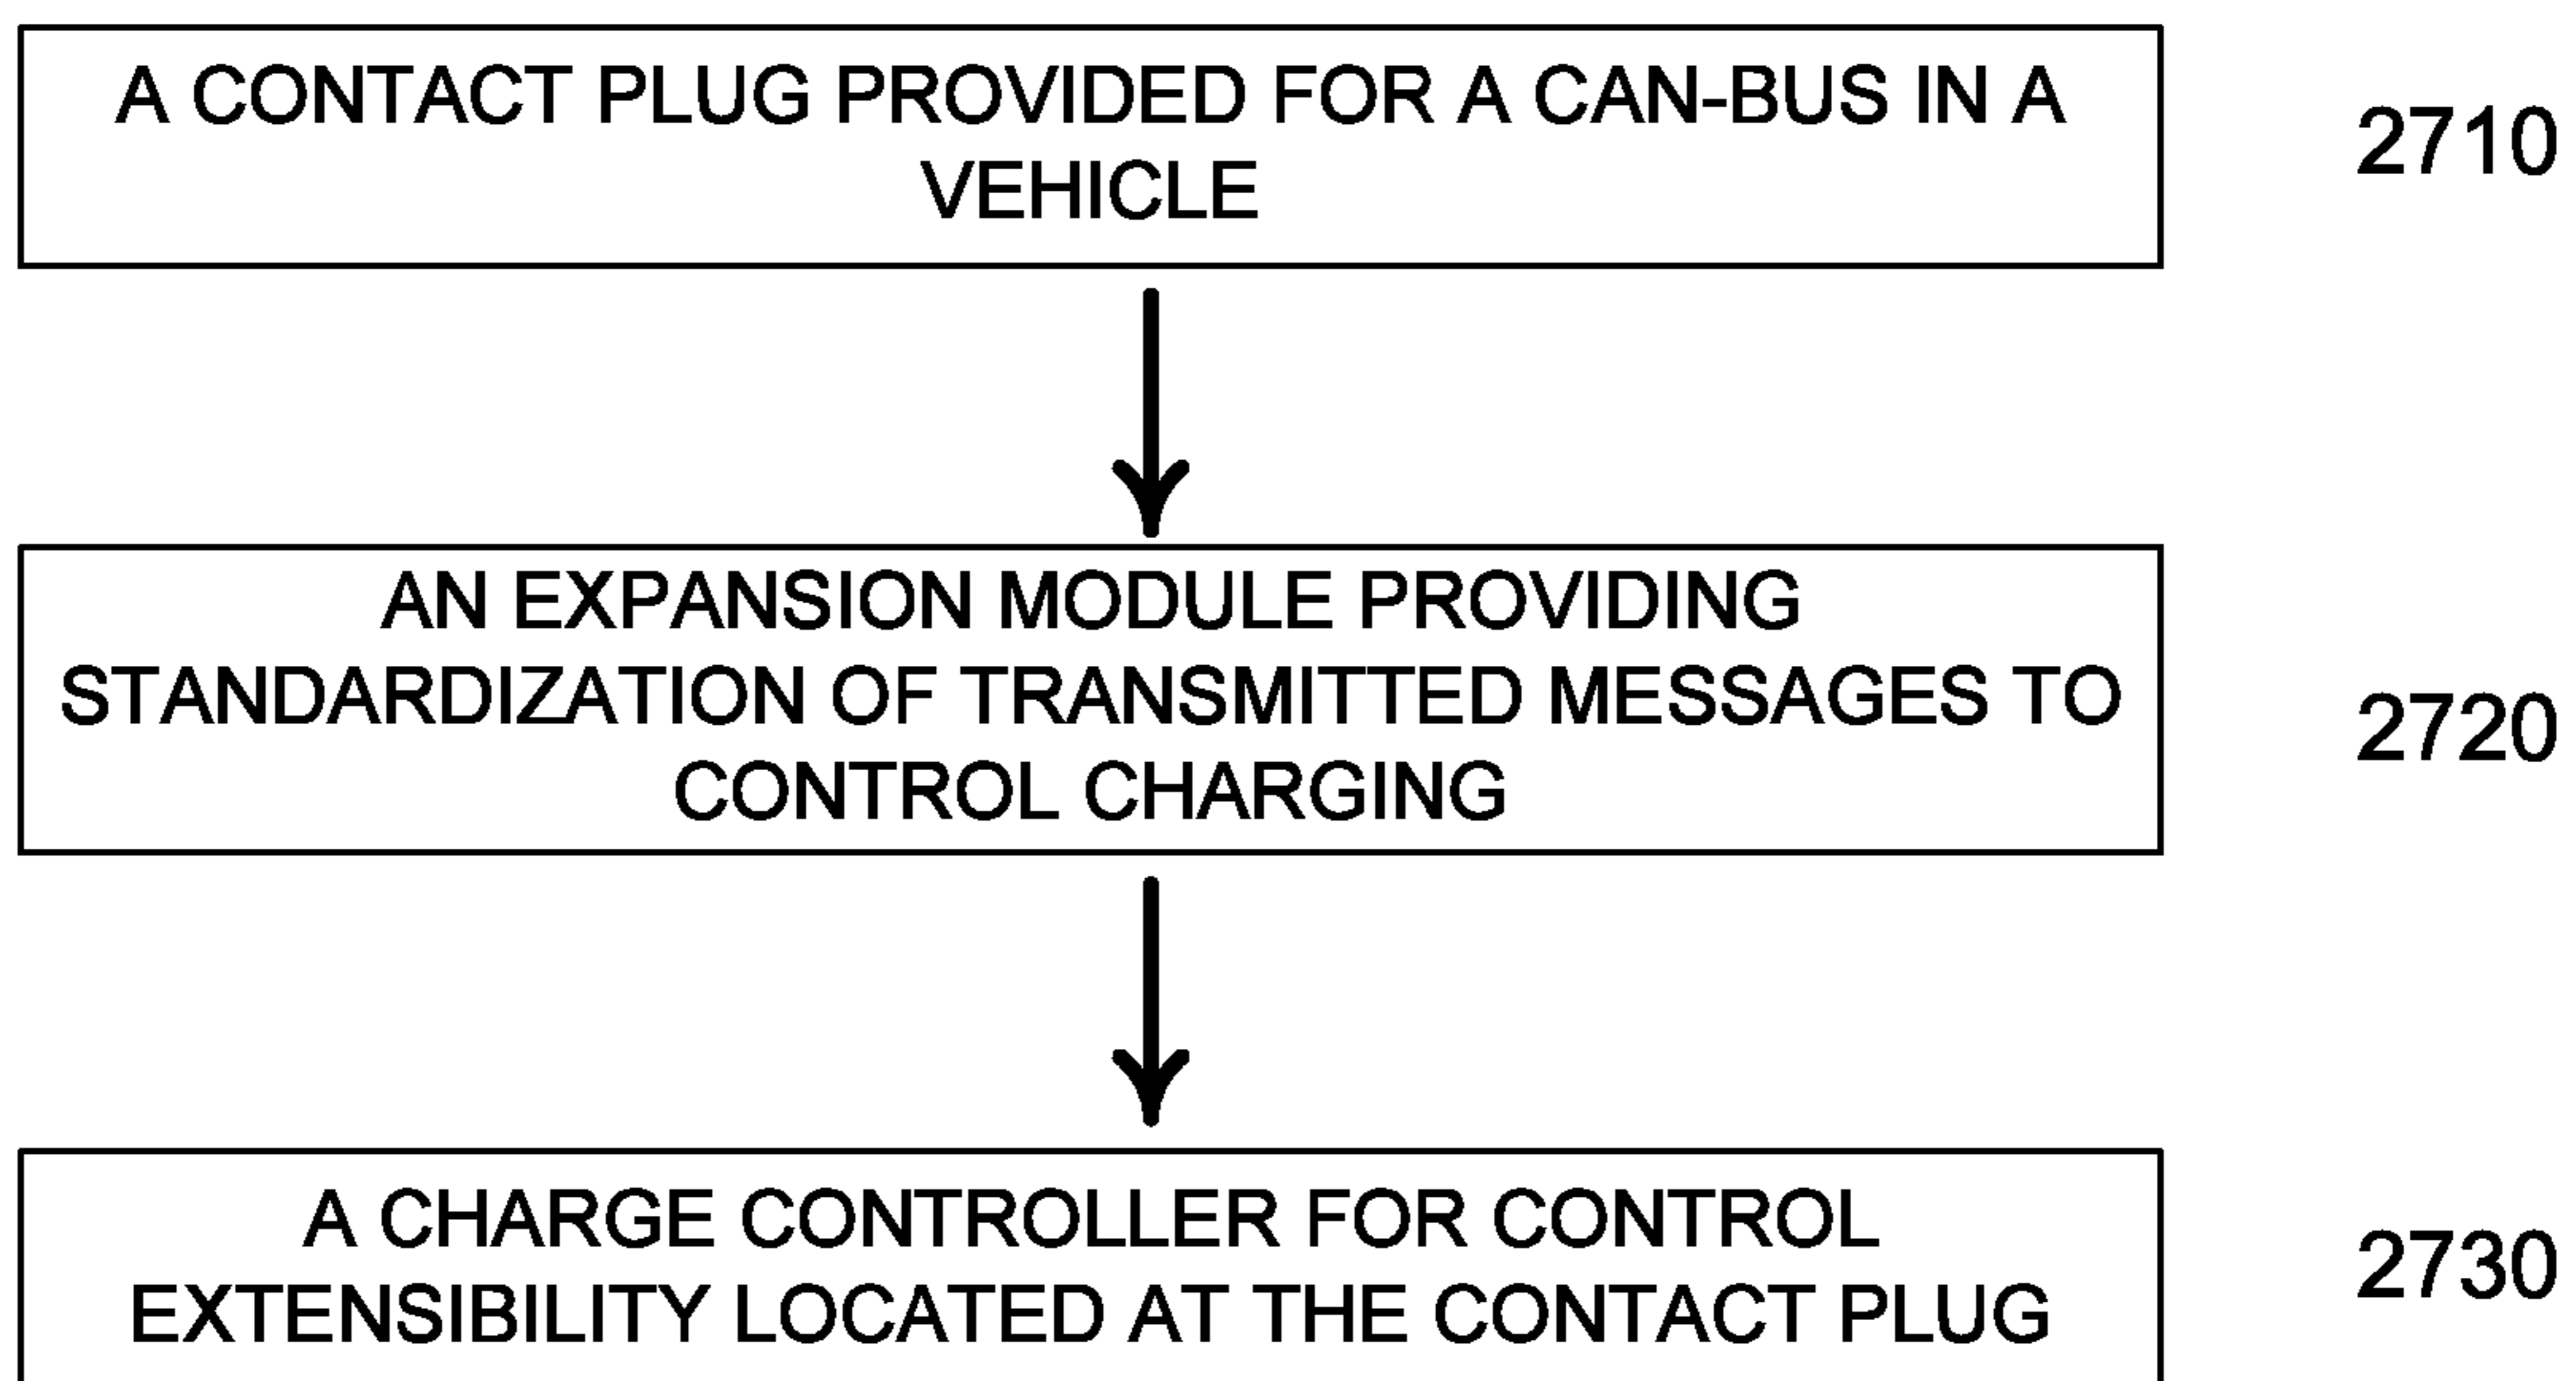 A CONTACT PLUG PROVIDED FOR A CAN-BUS IN A
VEHICLE
2710
AN EXPANSION MODULE PROVIDING
STANDARDIZATION OF TRANSMITTED MESSAGES TO
CONTROL CHARGING
2720
A CHARGE CONTROLLER FOR CONTROL
EXTENSIBILITY LOCATED AT THE CONTACT PLUG
2730